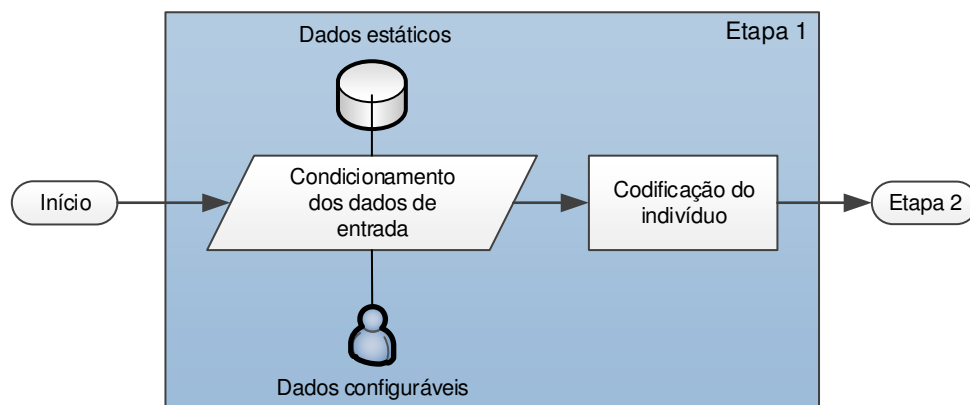 Dados estáticos
Etapa 1
Início
Condicionamento
dos dados de
entrada
Codificação do
indivíduo
Etapa 2
Dados configuráveis